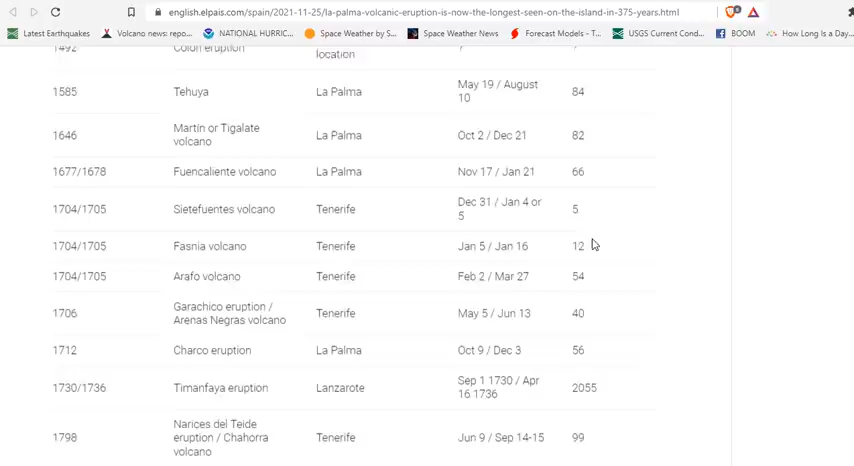 english.elpais.com/spain/2021-11-25/la-palma-volcanic-eruption-is-now-the-longest-seen-on-the-island-in-375-years.html
Latest Earthquakes Volcano news: repo... NATIONAL HURRIC... Space Weather by S... Space Weather News Forecast Models - T... USGS Current Cond... BOOM How Long Is a Day...
1492 Colón eruption location
1585 Tehuya La Palma May 19 / August 10 84
1646 Martín or Tigalate volcano La Palma Oct 2 / Dec 21 82
1677/1678 Fuencaliente volcano La Palma Nov 17 / Jan 21 66
1704/1705 Sietefuentes volcano Tenerife Dec 31 / Jan 4 or 5 5
1704/1705 Fasnia volcano Tenerife Jan 5 / Jan 16 12
1704/1705 Arafo volcano Tenerife Feb 2 / Mar 27 54
1706 Garachico eruption / Arenas Negras volcano Tenerife May 5 / Jun 13 40
1712 Charco eruption La Palma Oct 9 / Dec 3 56
1730/1736 Timanfaya eruption Lanzarote Sep 1 1730 / Apr 16 1736 2055
1798 Narices del Teide eruption / Chahorra volcano Tenerife Jun 9 / Sep 14-15 99